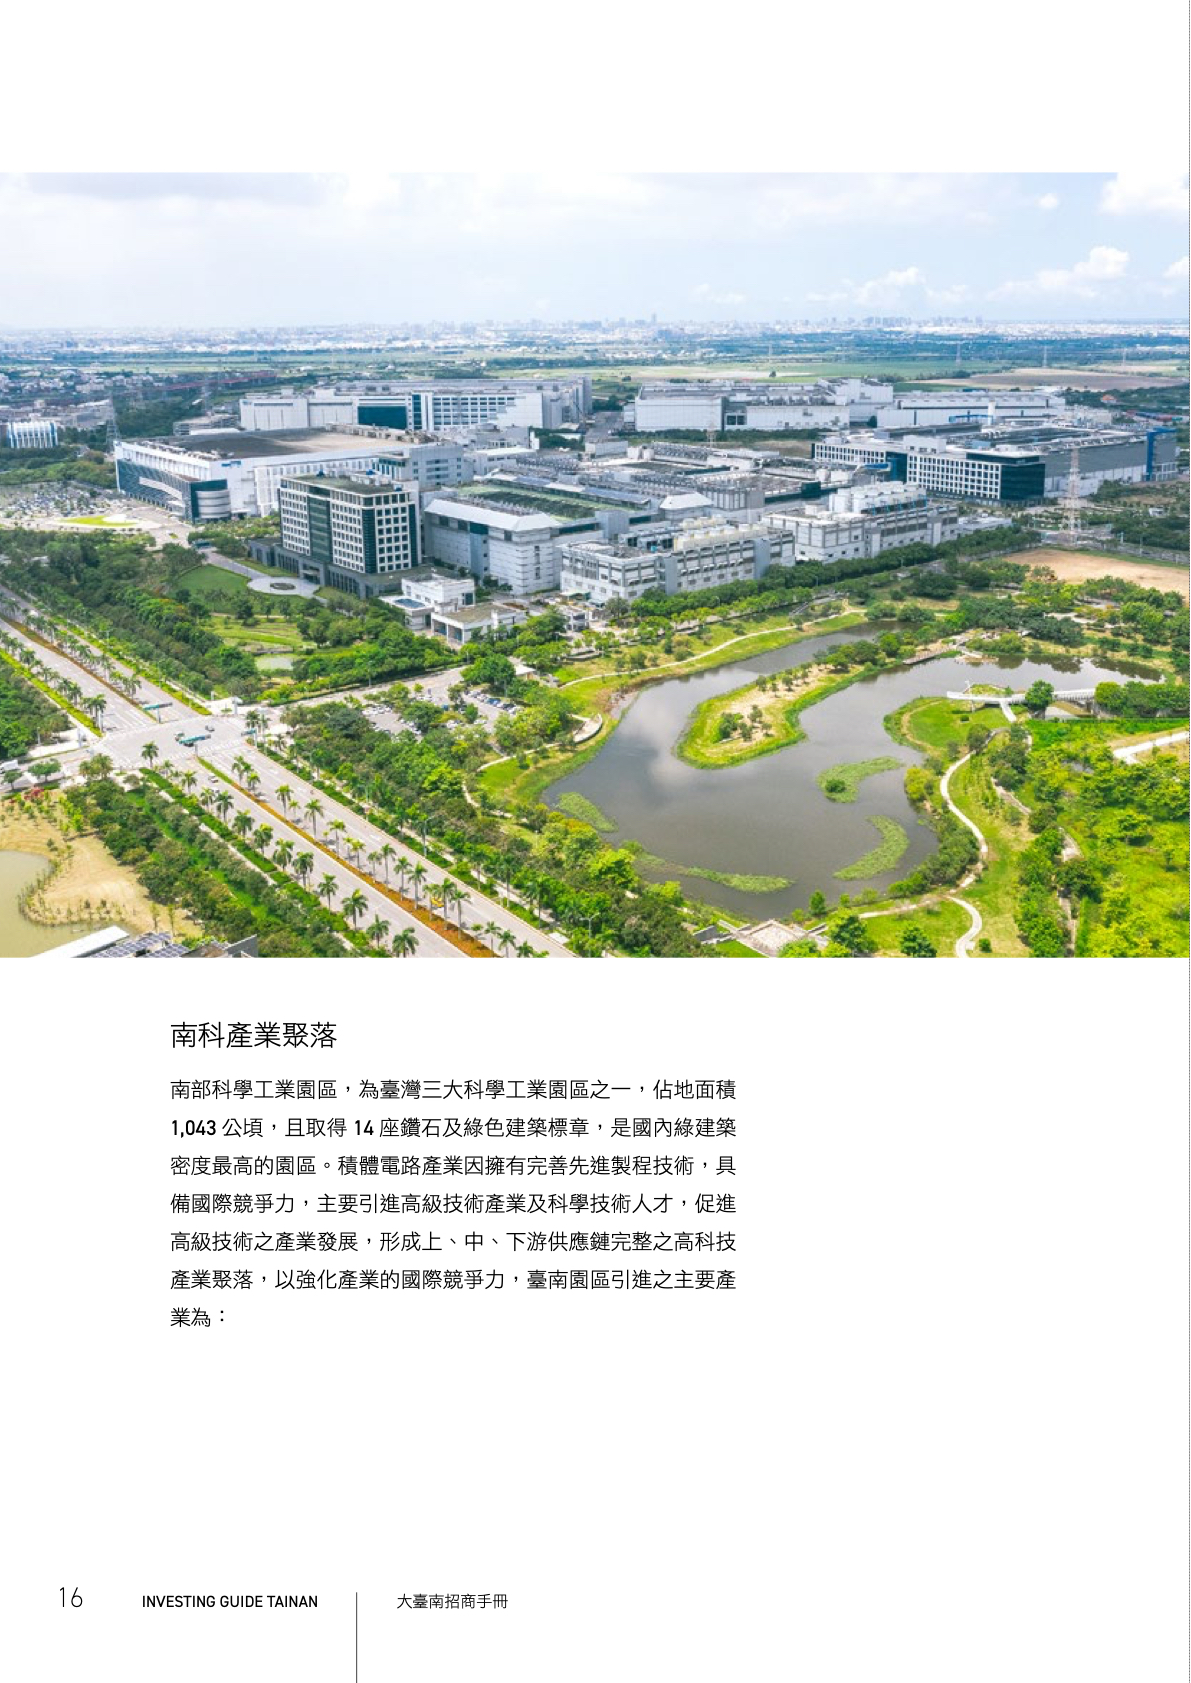 南科產業聚落
南部科學工業園區，為臺灣三大科學工業園區之一，佔地面積
1,043 公頃，且取得 14 座鑽石及綠色建築標章，是國內綠建築
密度最高的園區。積體電路產業因擁有完善先進製程技術，具
備國際競爭力，主要引進高級技術產業及科學技術人才，促進
高級技術之產業發展，形成上、中、下游供應鏈完整之高科技
產業聚落，以強化產業的國際競爭力，臺南園區引進之主要產
業為：
16 INVESTING GUIDE TAINAN 大臺南招商手冊